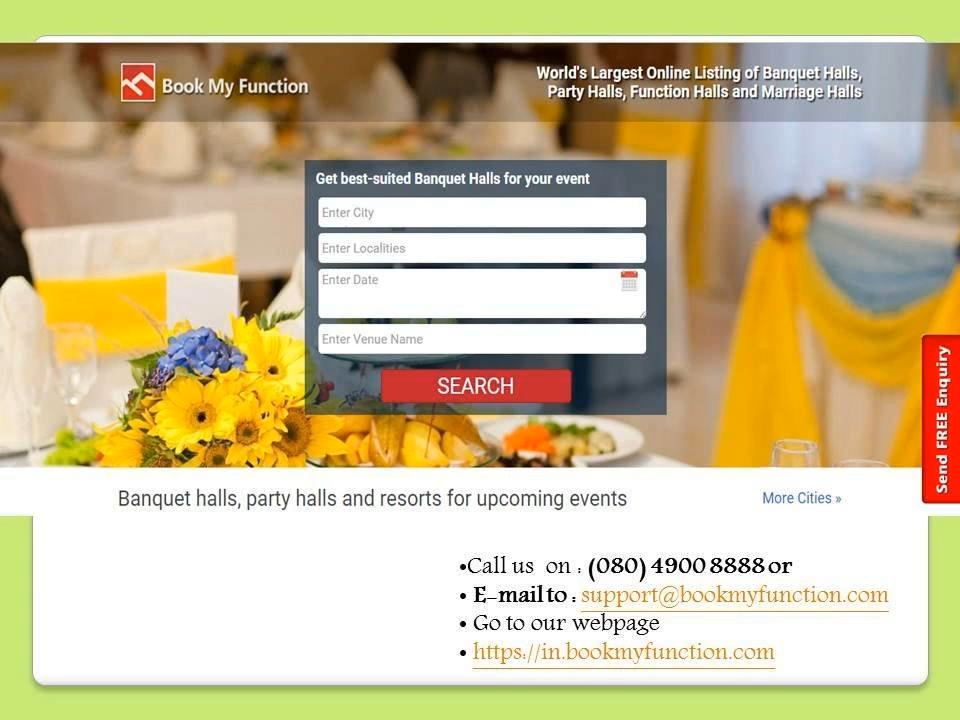 Book My Function
World's Largest Online Listing of Banquet Halls,
Party Halls, Function Halls and Marriage Halls
Get best-suited Banquet Halls for your event
Enter City
Enter Localities
Enter Date
Enter Venue Name
SEARCH
Send FREE Enquiry
Banquet halls, party halls and resorts for upcoming events
More Cities »
•Call us on : (080) 4900 8888 or
• E-mail to : support@bookmyfunction.com
• Go to our webpage
• https://in.bookmyfunction.com